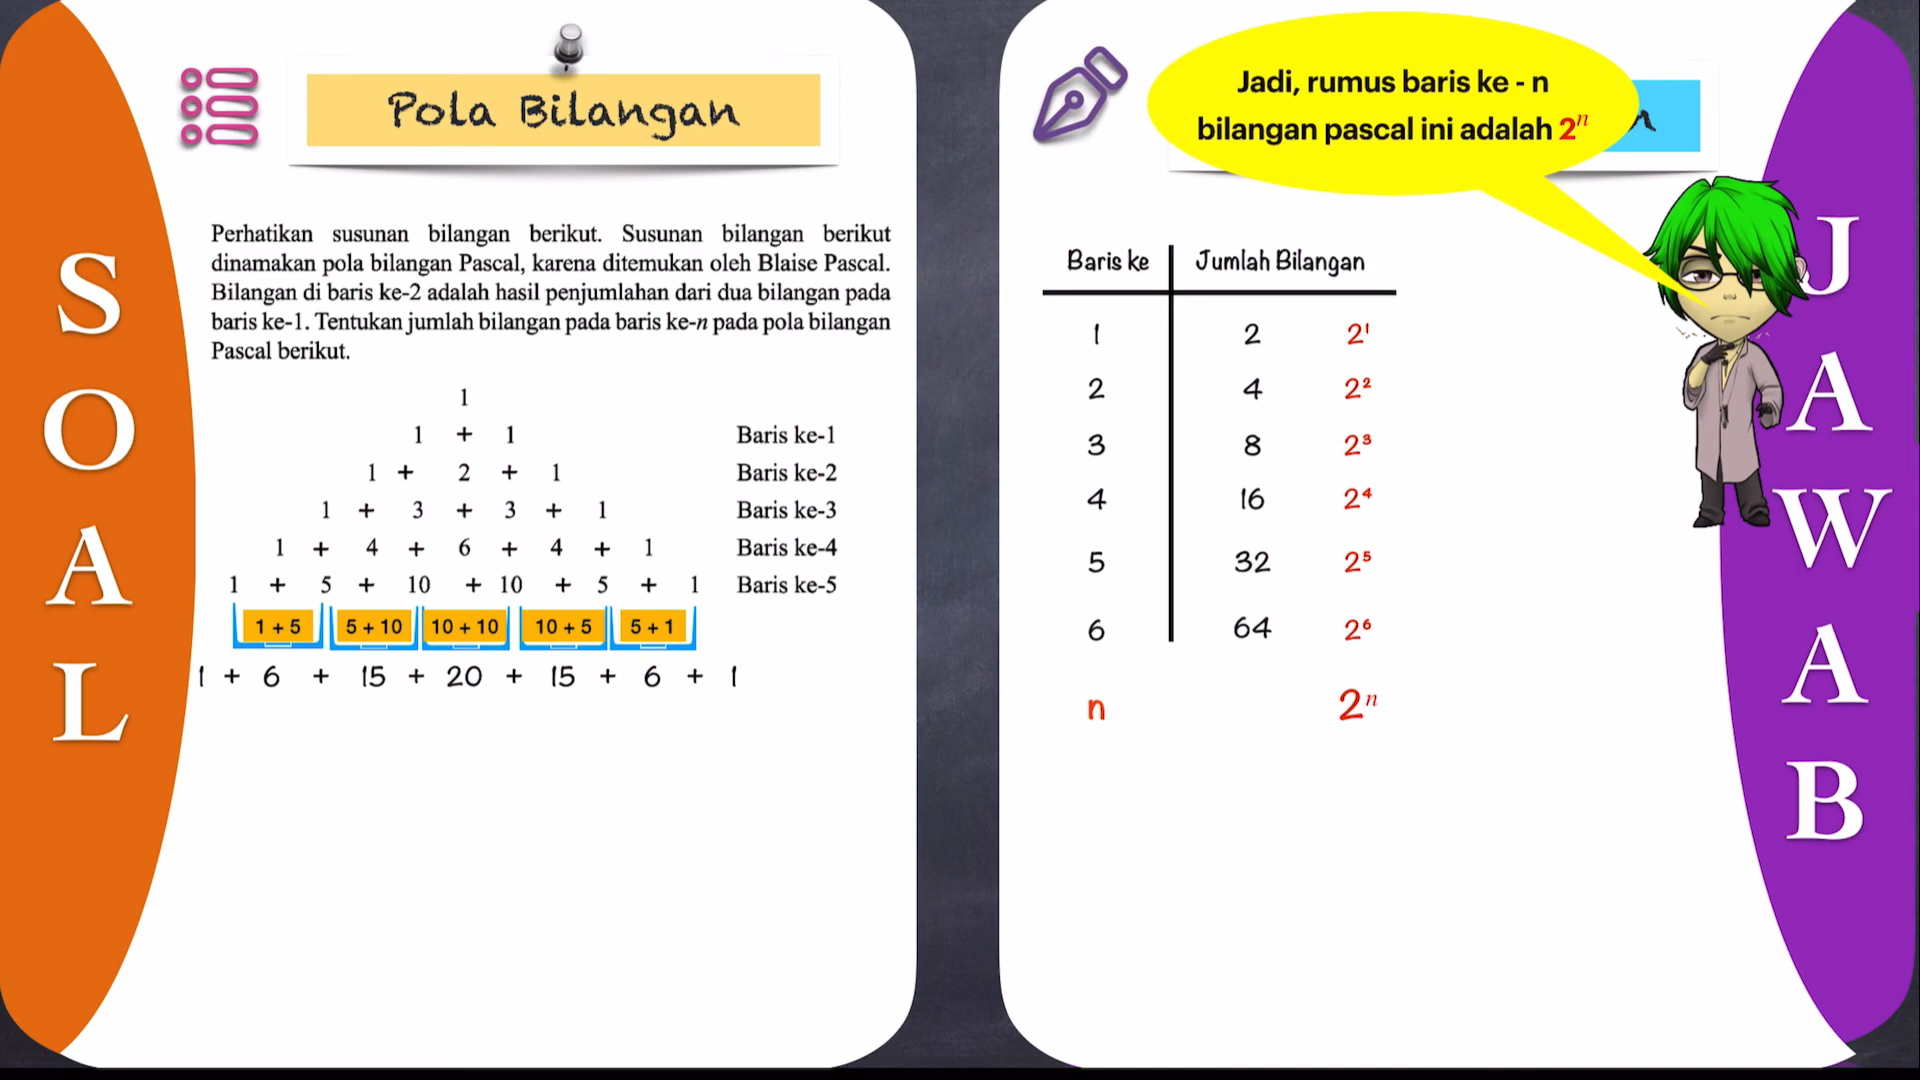 SOAL
Pola Bilangan
Perhatikan susunan bilangan berikut. Susunan bilangan berikut
dinamakan pola bilangan Pascal, karena ditemukan oleh Blaise Pascal.
Bilangan di baris ke-2 adalah hasil penjumlahan dari dua bilangan pada
baris ke-1. Tentukan jumlah bilangan pada baris ke-n pada pola bilangan
Pascal berikut.
1
1 + 1 Baris ke-1
1 + 2 + 1 Baris ke-2
1 + 3 + 3 + 1 Baris ke-3
1 + 4 + 6 + 4 + 1 Baris ke-4
1 + 5 + 10 + 10 + 5 + 1 Baris ke-5
1 + 5 5 + 10 10 + 10 10 + 5 5 + 1
1 + 6 + 15 + 20 + 15 + 6 + 1
Jadi, rumus baris ke - n
bilangan pascal ini adalah 2ⁿ
Baris ke Jumlah Bilangan
1 2 2¹
2 4 2²
3 8 2³
4 16 2⁴
5 32 2⁵
6 64 2⁶
n 2ⁿ
JAWAB